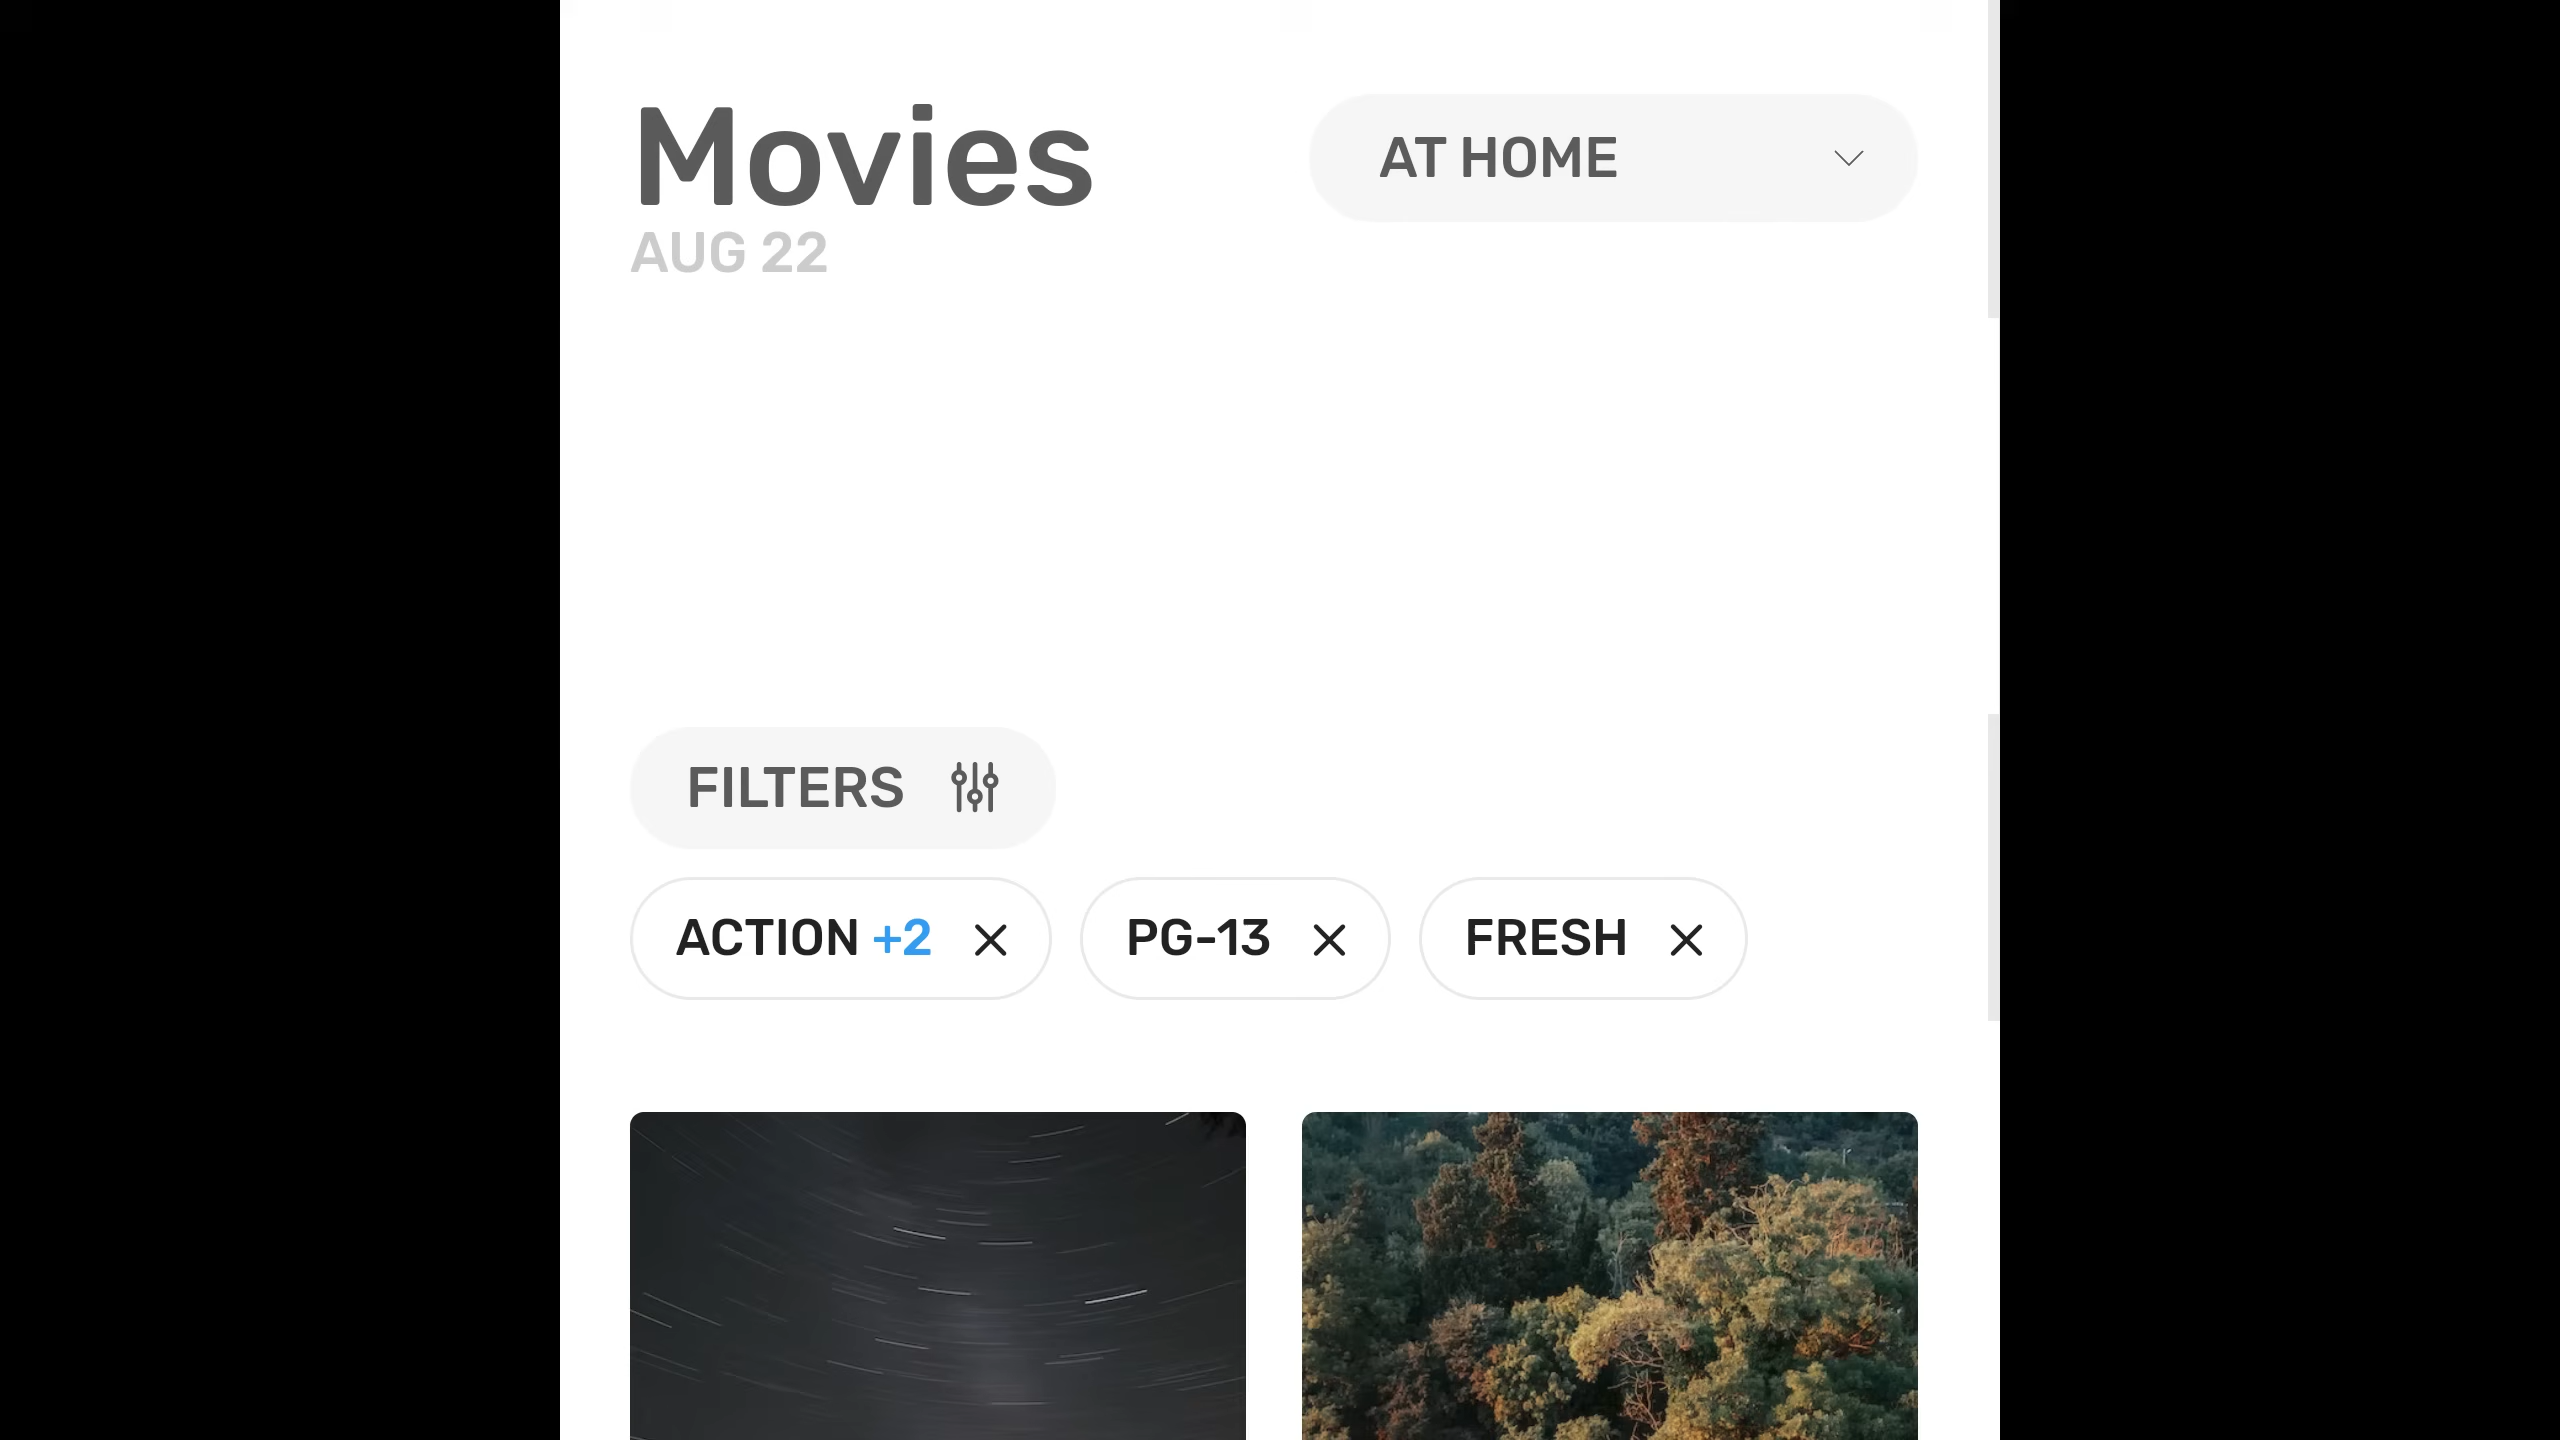 Movies
AT HOME
AUG 22
FILTERS
ACTION +2
PG-13
FRESH